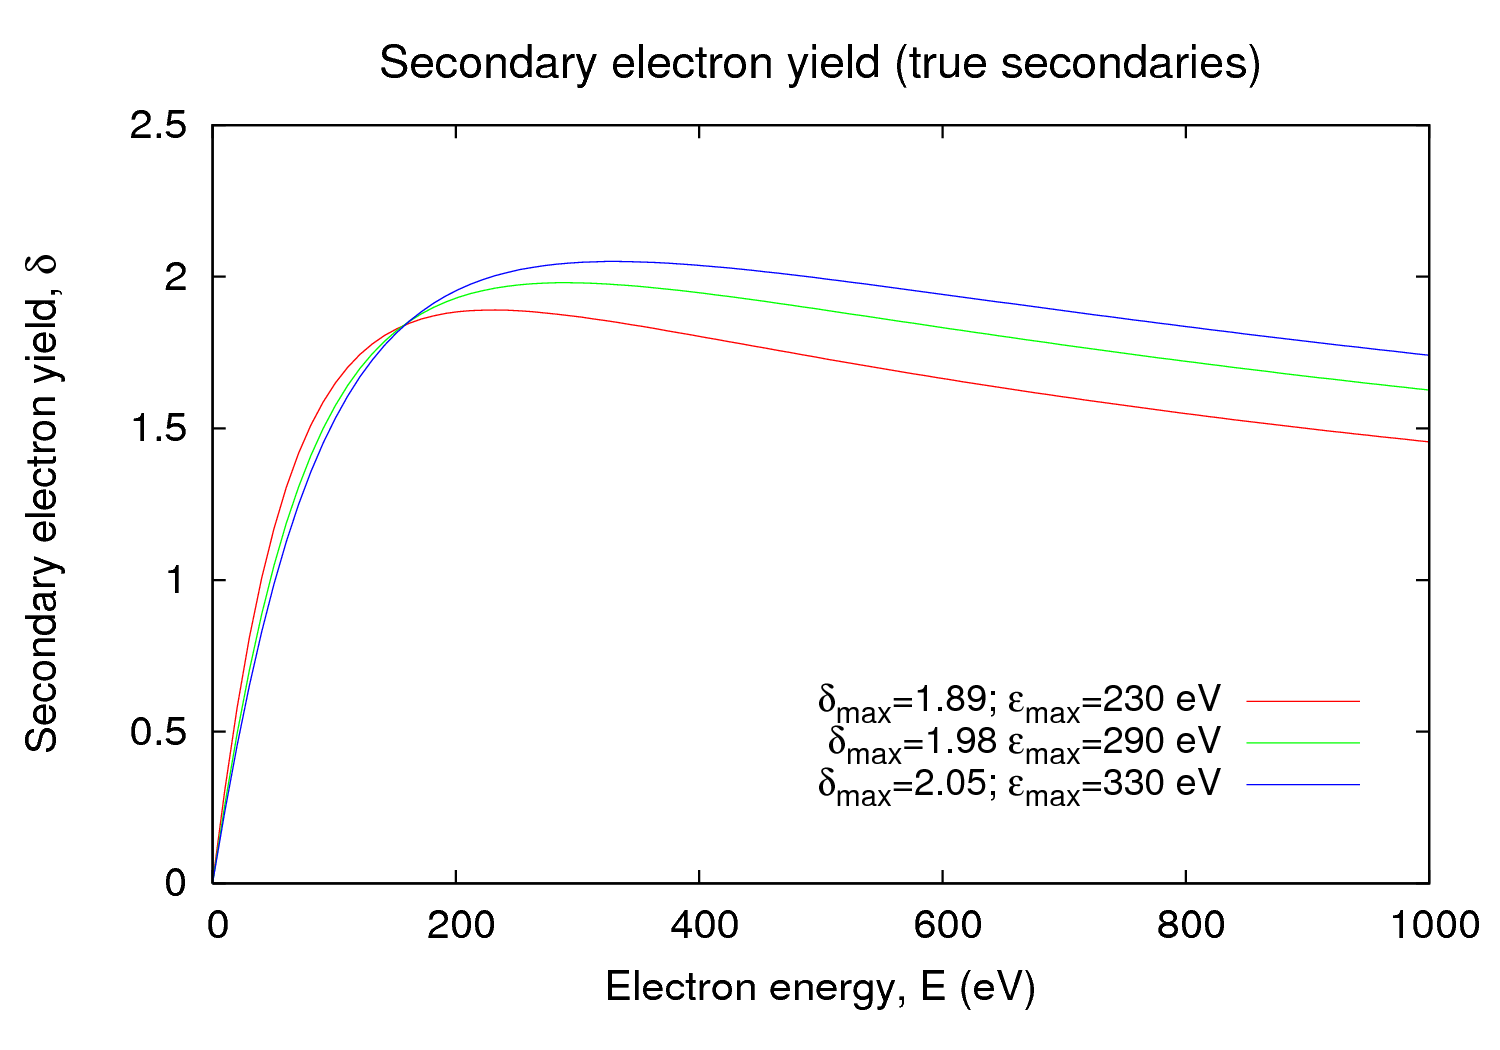 Secondary electron yield (true secondaries)
2.5
2
1.5
1
0.5
0
Secondary electron yield, δ
δmax=1.89; εmax=230 eV
δmax=1.98 εmax=290 eV
δmax=2.05; εmax=330 eV
0 200 400 600 800 1000
Electron energy, E (eV)